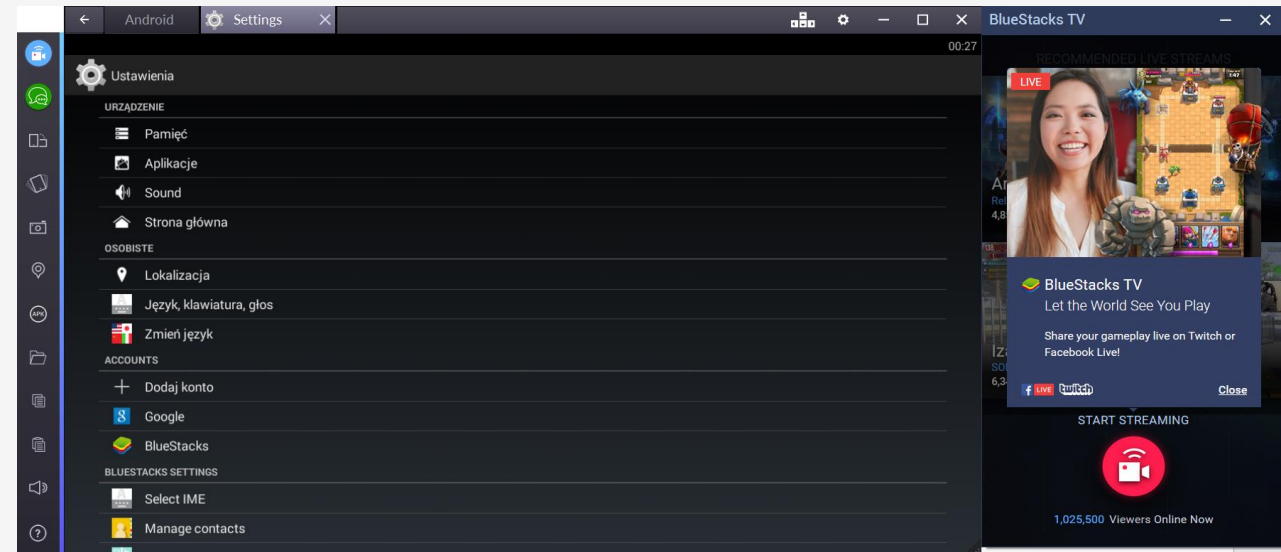 Android
Settings
00:27
Ustawienia
URZĄDZENIE
Pamięć
Aplikacje
Sound
Strona główna
OSOBISTE
Lokalizacja
Język, klawiatura, głos
Zmień język
ACCOUNTS
Dodaj konto
Google
BlueStacks
BLUESTACKS SETTINGS
Select IME
Manage contacts
APK
BlueStacks TV
RECOMMENDED LIVE STREAMS
LIVE
BlueStacks TV
Let the World See You Play
Share your gameplay live on Twitch or
Facebook Live!
f LIVE twitch
Close
START STREAMING
1,025,500 Viewers Online Now